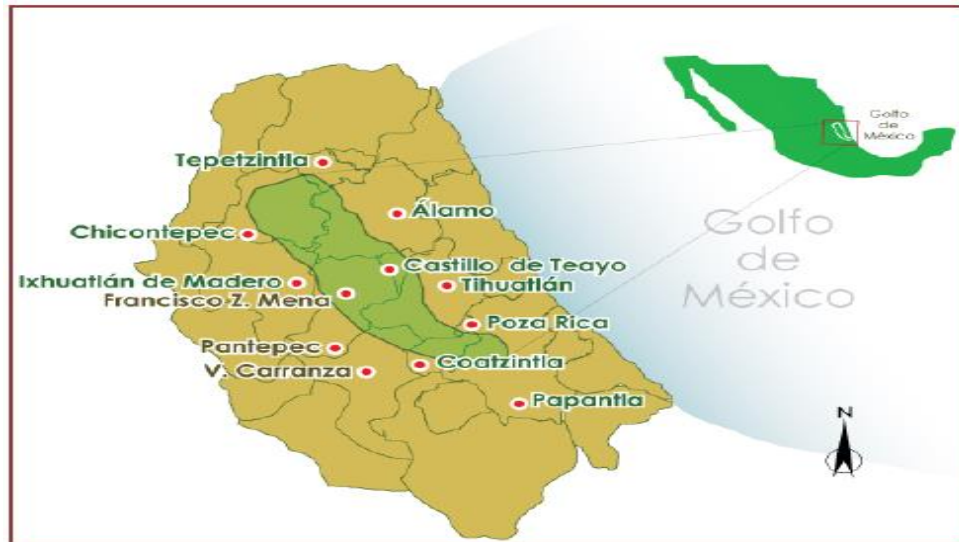 Golfo
de
México
Tepetzintla
Álamo
Golfo
de
México
Chicontepec
Castillo de Teayo
Ixhuatlán de Madero
Tihuatlán
Francisco Z. Mena
Poza Rica
Pantepec
Coatzintla
V. Carranza
Papantla
N